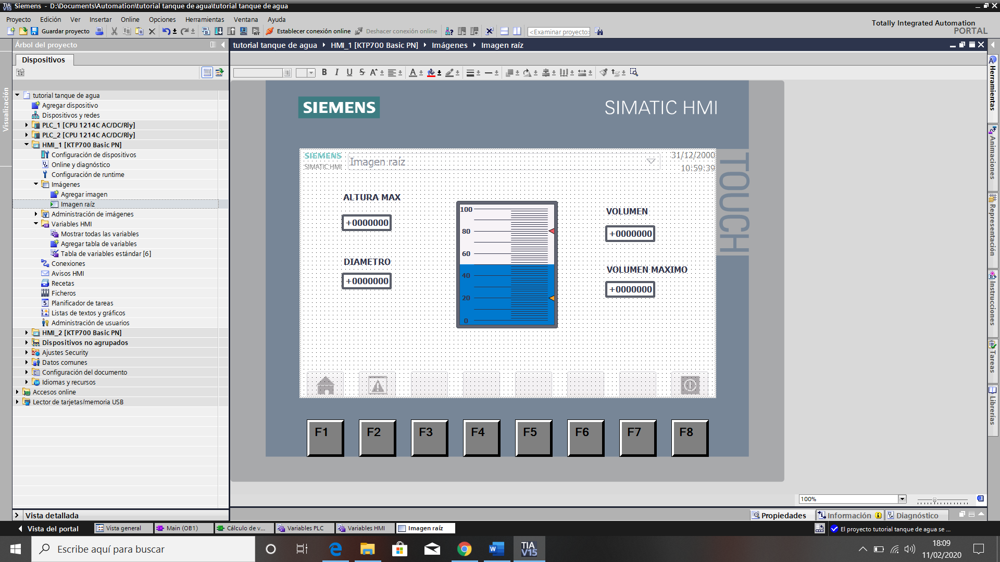 TIA V15 Siemens - D:\Documents\Automation\tutorial tanque de agua\tutorial tanque de agua
Proyecto Edición Ver Insertar Online Opciones Herramientas Ventana Ayuda
Totally Integrated Automation
PORTAL
Guardar proyecto Establecer conexión online Deshacer conexión online <Examinar proyecto>
Árbol del proyecto
tutorial tanque de agua HMI_1 [KTP700 Basic PN] Imágenes Imagen raíz
Dispositivos
Visualización
tutorial tanque de agua
Agregar dispositivo
Dispositivos y redes
PLC_1 [CPU 1214C AC/DC/Rly]
PLC_2 [CPU 1214C AC/DC/Rly]
HMI_1 [KTP700 Basic PN]
Configuración de dispositivos
Online y diagnóstico
Configuración de runtime
Imágenes
Agregar imagen
Imagen raíz
Administración de imágenes
Variables HMI
Mostrar todas las variables
Agregar tabla de variables
Tabla de variables estándar [6]
Conexiones
Avisos HMI
Recetas
Ficheros
Planificador de tareas
Listas de textos y gráficos
Administración de usuarios
HMI_2 [KTP700 Basic PN]
Dispositivos no agrupados
Ajustes Security
Datos comunes
Configuración del documento
Idiomas y recursos
Accesos online
Lector de tarjetas/memoria USB
Vista detallada
B I U S A A
SIEMENS
SIMATIC HMI
TOUCH
SIEMENS
SIMATIC HMI
Imagen raíz
31/12/2000
10:59:39
ALTURA MAX
+0000000
DIAMETRO
+0000000
100
80
60
40
20
0
VOLUMEN
+0000000
VOLUMEN MAXIMO
+0000000
F1 F2 F3 F4 F5 F6 F7 F8
Herramientas
Animaciones
Representación
Instrucciones
Tareas
Librerías
100%
Propiedades Información Diagnóstico
Vista del portal Vista general Main (OB1) Cálculo de v... Variables PLC Variables HMI Imagen raíz
El proyecto tutorial tanque de agua se ...
Escribe aquí para buscar
TIA V15
18:09
11/02/2020